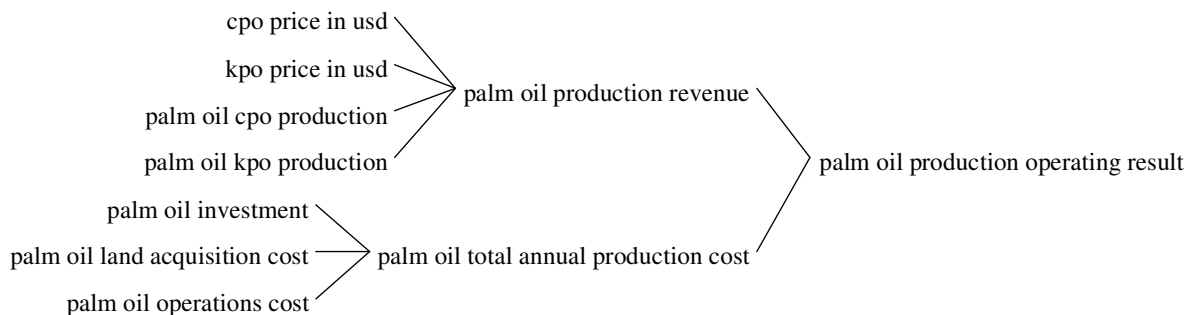 cpo price in usd
kpo price in usd
palm oil production revenue
palm oil cpo production
palm oil kpo production
palm oil production operating result
palm oil investment
palm oil land acquisition cost
palm oil total annual production cost
palm oil operations cost